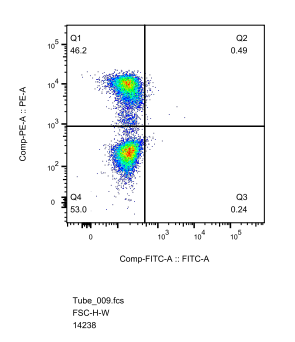 Q1
46.2
Q2
0.49
10^5
10^4
10^3
10^2
0
Comp-PE-A :: PE-A
Q4
53.0
Q3
0.24
0
10^3
10^4
10^5
Comp-FITC-A :: FITC-A
Tube_009.fcs
FSC-H-W
14238